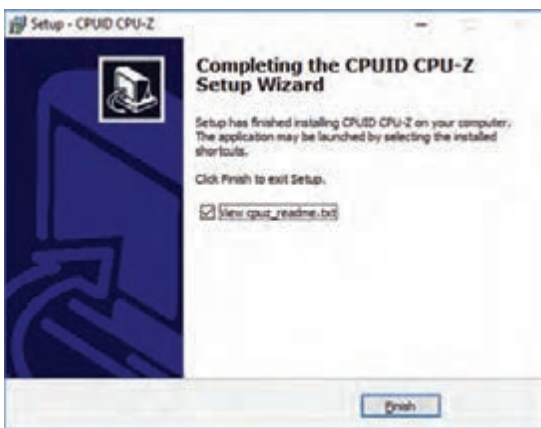 Setup - CPUID CPU-Z
Completing the CPUID CPU-Z
Setup Wizard
Setup has finished installing CPUID CPU-Z on your computer.
The application may be launched by selecting the installed
shortcuts.
Click Finish to exit Setup.
View cpuz_readme.txt
Finish